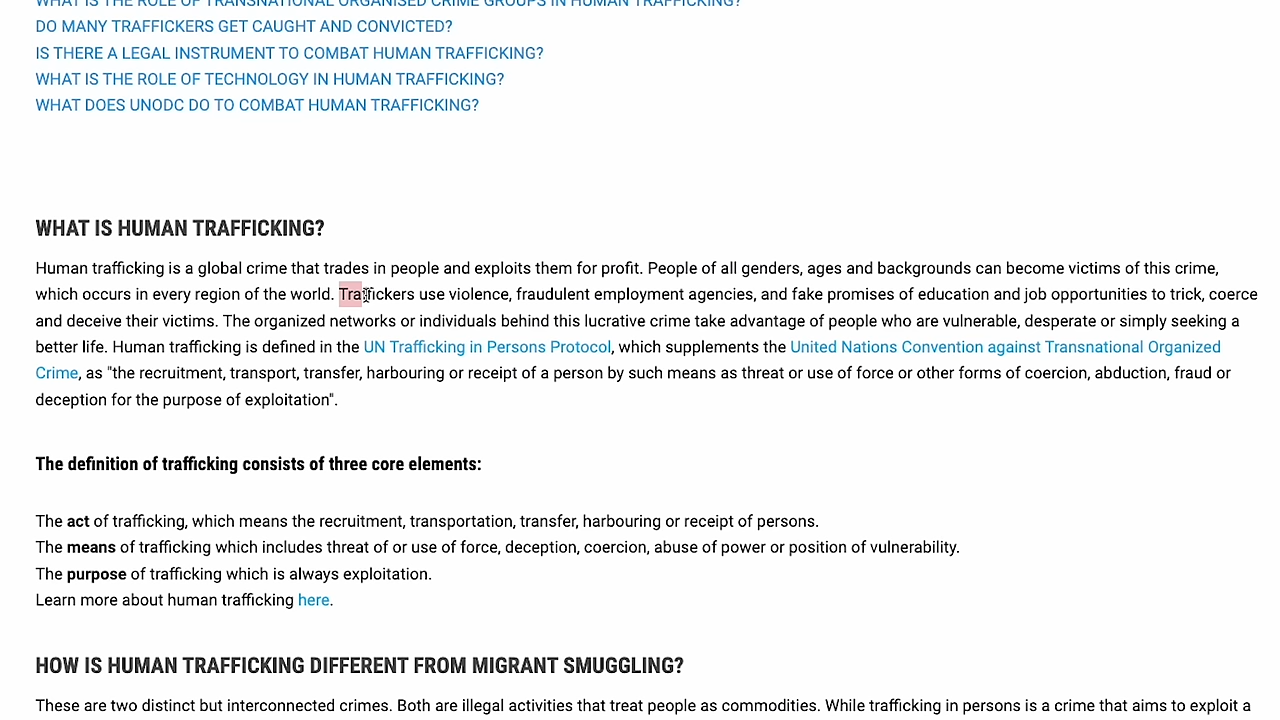 WHAT IS THE ROLE OF TRANSNATIONAL ORGANISED CRIME GROUPS IN HUMAN TRAFFICKING?
DO MANY TRAFFICKERS GET CAUGHT AND CONVICTED?
IS THERE A LEGAL INSTRUMENT TO COMBAT HUMAN TRAFFICKING?
WHAT IS THE ROLE OF TECHNOLOGY IN HUMAN TRAFFICKING?
WHAT DOES UNODC DO TO COMBAT HUMAN TRAFFICKING?
WHAT IS HUMAN TRAFFICKING?
Human trafficking is a global crime that trades in people and exploits them for profit. People of all genders, ages and backgrounds can become victims of this crime,
which occurs in every region of the world. Traffickers use violence, fraudulent employment agencies, and fake promises of education and job opportunities to trick, coerce
and deceive their victims. The organized networks or individuals behind this lucrative crime take advantage of people who are vulnerable, desperate or simply seeking a
better life. Human trafficking is defined in the UN Trafficking in Persons Protocol, which supplements the United Nations Convention against Transnational Organized
Crime, as "the recruitment, transport, transfer, harbouring or receipt of a person by such means as threat or use of force or other forms of coercion, abduction, fraud or
deception for the purpose of exploitation".
The definition of trafficking consists of three core elements:
The act of trafficking, which means the recruitment, transportation, transfer, harbouring or receipt of persons.
The means of trafficking which includes threat of or use of force, deception, coercion, abuse of power or position of vulnerability.
The purpose of trafficking which is always exploitation.
Learn more about human trafficking here.
HOW IS HUMAN TRAFFICKING DIFFERENT FROM MIGRANT SMUGGLING?
These are two distinct but interconnected crimes. Both are illegal activities that treat people as commodities. While trafficking in persons is a crime that aims to exploit a